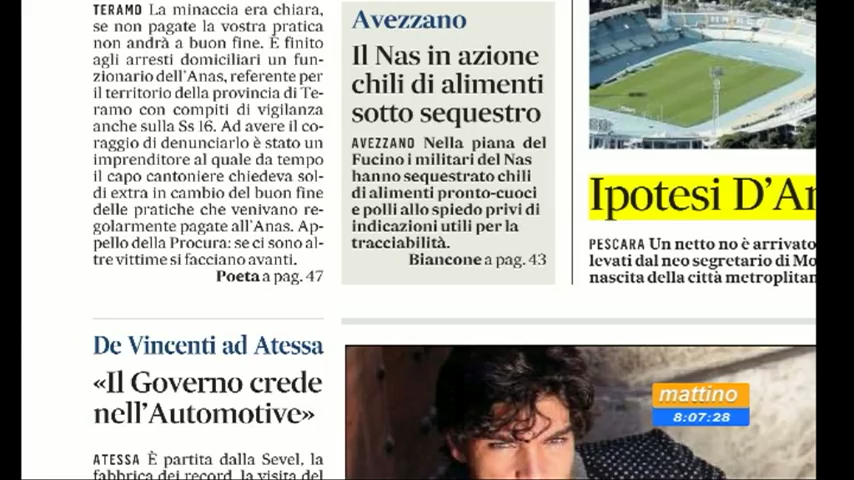 TERAMO La minaccia era chiara,
se non pagate la vostra pratica
non andrà a buon fine. È finito
agli arresti domiciliari un fun-
zionario dell'Anas, referente per
il territorio della provincia di Te-
ramo con compiti di vigilanza
anche sulla Ss 16. Ad avere il co-
raggio di denunciarlo è stato un
imprenditore al quale da tempo
il capo cantoniere chiedeva sol-
di extra in cambio del buon fine
delle pratiche che venivano re-
golarmente pagate all'Anas. Ap-
pello della Procura: se ci sono al-
tre vittime si facciano avanti.
Poeta a pag. 47
De Vincenti ad Atessa
«Il Governo crede
nell'Automotive»
ATESSA È partita dalla Sevel, la
fabbrica dei record, la visita del
Avezzano
Il Nas in azione
chili di alimenti
sotto sequestro
AVEZZANO Nella piana del
Fucino i militari del Nas
hanno sequestrato chili
di alimenti pronto-cuoci
e polli allo spiedo privi di
indicazioni utili per la
tracciabilità.
Biancone a pag. 43
Ipotesi D'A
PESCARA Un netto no è arrivato
levati dal neo segretario di Mo
nascita della città metropolitan
mattino
8:07:28